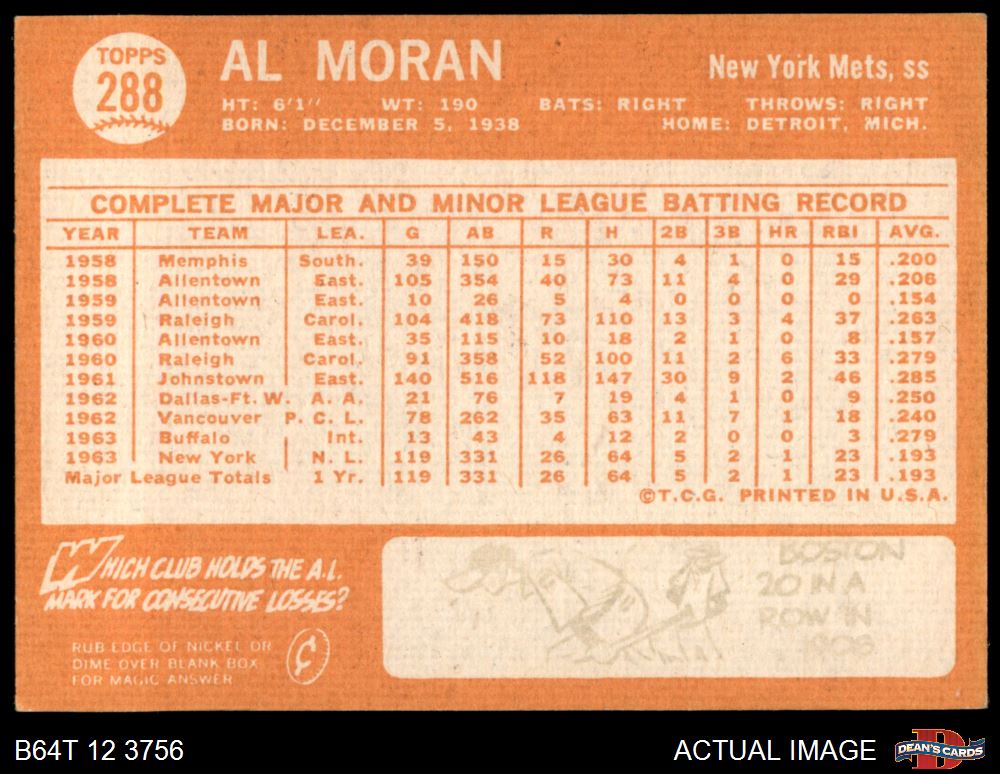 TOPPS
288
AL MORAN
New York Mets, ss
HT: 6'1" WT: 190 BATS: RIGHT THROWS: RIGHT
BORN: DECEMBER 5, 1938 HOME: DETROIT, MICH.
COMPLETE MAJOR AND MINOR LEAGUE BATTING RECORD
YEAR TEAM LEA. G AB R H 2B 3B HR RBI AVG.
1958 Memphis South. 39 150 15 30 4 1 0 15 .200
1958 Allentown East. 105 354 40 73 11 4 0 29 .206
1959 Allentown East. 10 26 5 4 0 0 0 0 .154
1959 Raleigh Carol. 104 418 73 110 13 3 4 37 .263
1960 Allentown East. 35 115 10 18 2 1 0 8 .157
1960 Raleigh Carol. 91 358 52 100 11 2 6 33 .279
1961 Johnstown East. 140 516 118 147 30 9 2 46 .285
1962 Dallas-Ft. W. A. A. 21 76 7 19 4 1 0 9 .250
1962 Vancouver P. C. L. 78 262 35 63 11 7 1 18 .240
1963 Buffalo Int. 13 43 4 12 2 0 0 3 .279
1963 New York N. L. 119 331 26 64 5 2 1 23 .193
Major League Totals 1 Yr. 119 331 26 64 5 2 1 23 .193
©T.C.G. PRINTED IN U.S.A.
WHICH CLUB HOLDS THE A.L.
MARK FOR CONSECUTIVE LOSSES?
RUB EDGE OF NICKEL OR
DIME OVER BLANK BOX
FOR MAGIC ANSWER
¢
BOSTON
20 IN A
ROW IN
1906
B64T 12 3756
ACTUAL IMAGE
D
DEAN'S CARDS